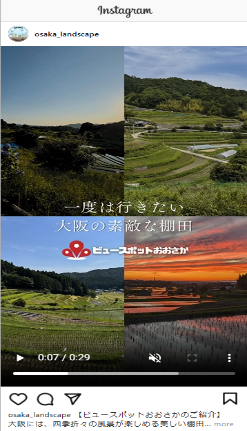 Instagram
osaka_landscape
一度は行きたい
大阪の素敵な棚田
ビュースポットおおさか
0:07 / 0:29
osaka_landscape 【ビュースポットおおさかのご紹介】
大阪には、四季折々の風景が楽しめる美しい棚田... more